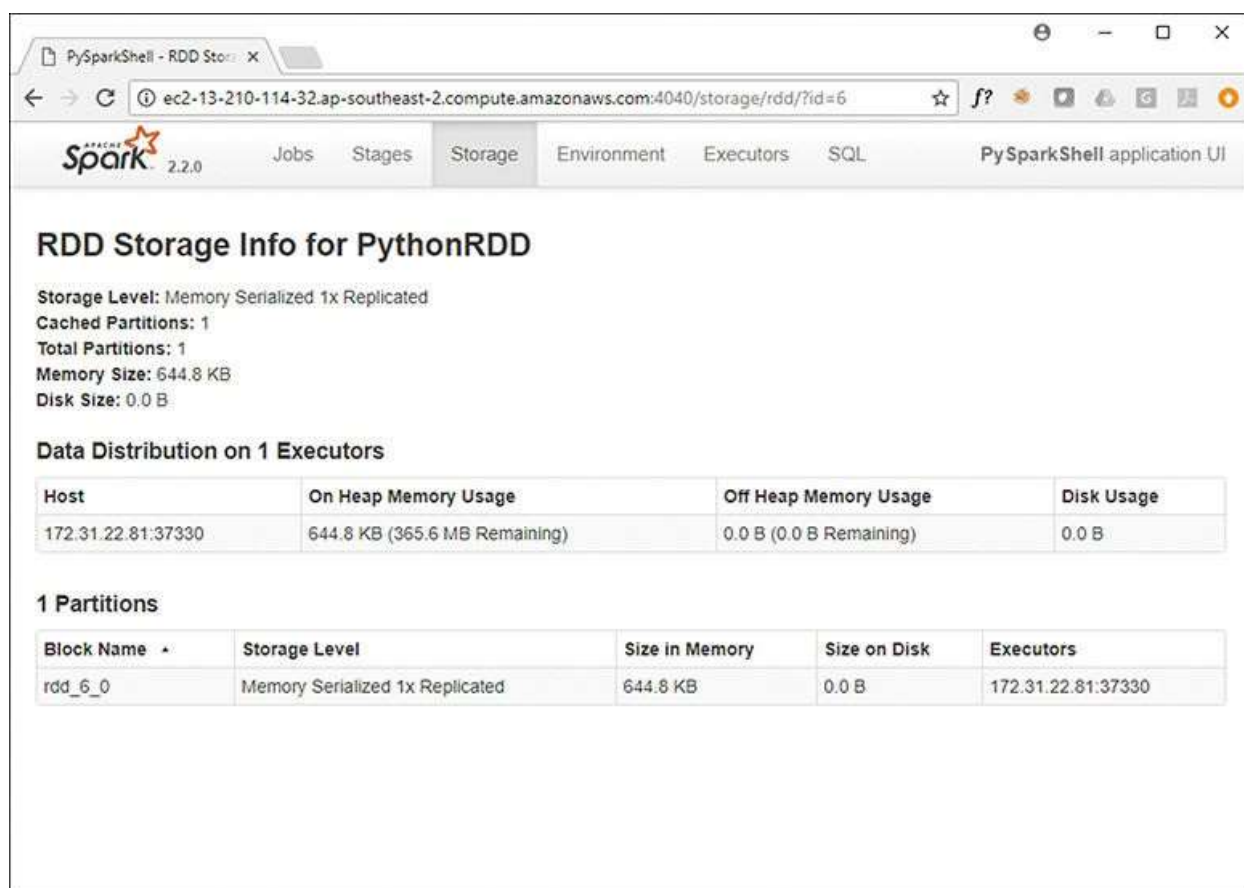 PySparkShell - RDD Stor
ec2-13-210-114-32.ap-southeast-2.compute.amazonaws.com:4040/storage/rdd/?id=6
f?
APACHE Spark 2.2.0 Jobs Stages Storage Environment Executors SQL PySparkShell application UI
RDD Storage Info for PythonRDD
Storage Level: Memory Serialized 1x Replicated
Cached Partitions: 1
Total Partitions: 1
Memory Size: 644.8 KB
Disk Size: 0.0 B
Data Distribution on 1 Executors
Host On Heap Memory Usage Off Heap Memory Usage Disk Usage
172.31.22.81:37330 644.8 KB (365.6 MB Remaining) 0.0 B (0.0 B Remaining) 0.0 B
1 Partitions
Block Name Storage Level Size in Memory Size on Disk Executors
rdd_6_0 Memory Serialized 1x Replicated 644.8 KB 0.0 B 172.31.22.81:37330